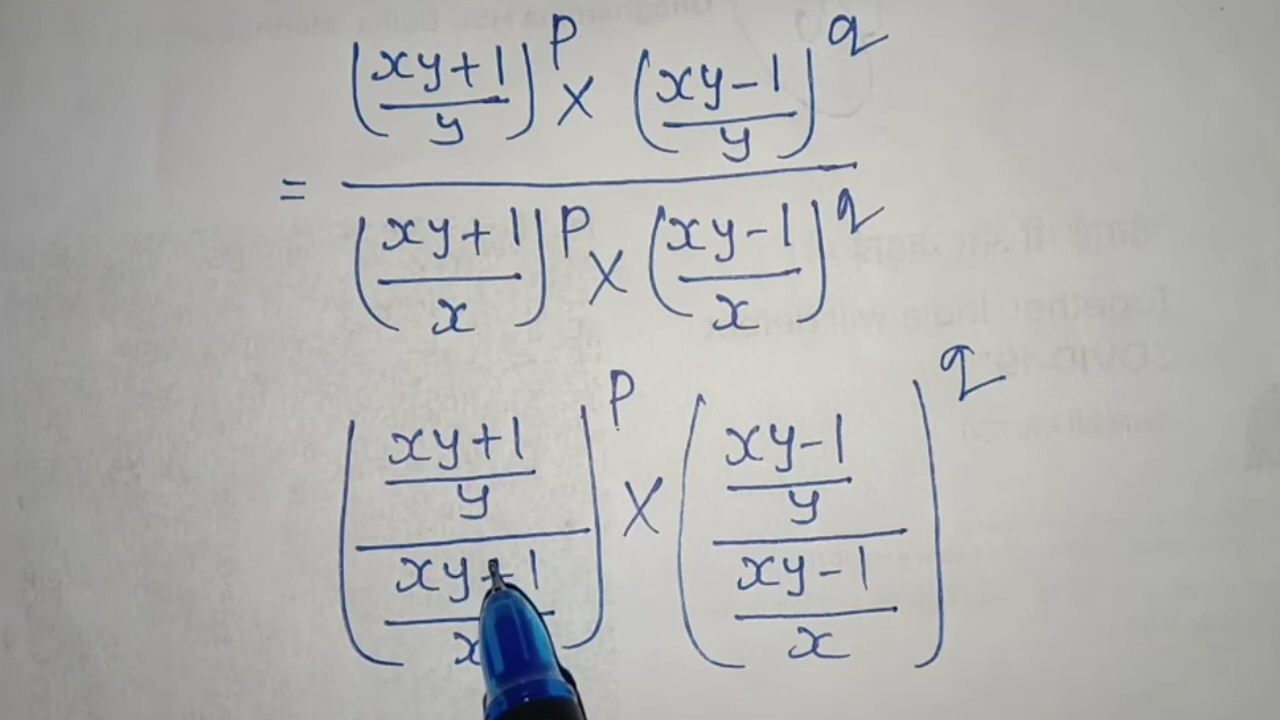 (xy+1)^p × (xy-1)^q
y y
=
(xy+1)^p × (xy-1)^q
x x
(xy+1)^p × (xy-1)^q
y y
xy+1 xy-1
x x